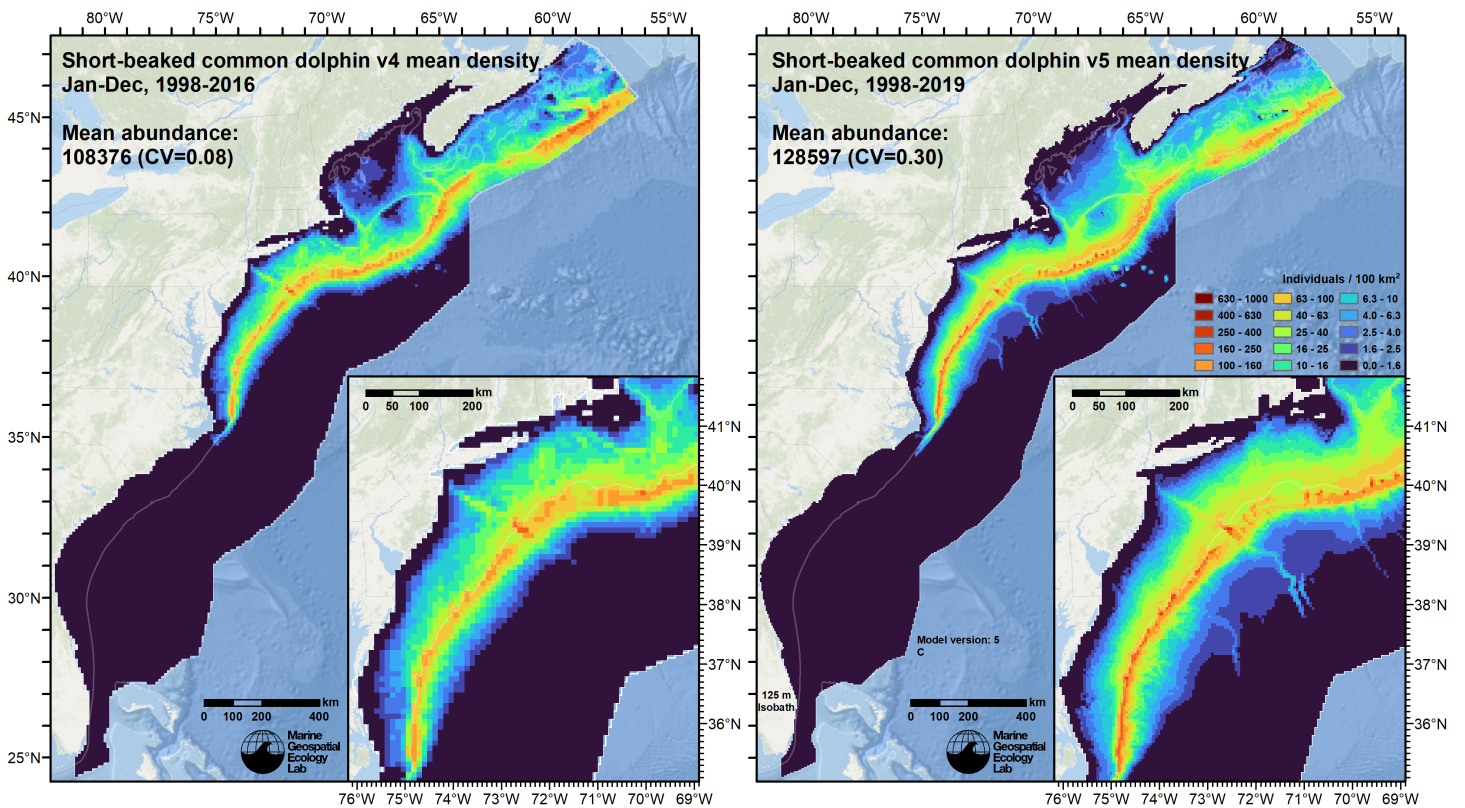 80°W 75°W 70°W 65°W 60°W 55°W
Short-beaked common dolphin v4 mean density
Jan-Dec, 1998-2016
Mean abundance:
108376 (CV=0.08)
45°N
40°N
35°N
30°N
25°N
km
0 50 100 200
41°N
40°N
39°N
38°N
37°N
36°N
km
0 100 200 400
Marine
Geospatial
Ecology
Lab
76°W 75°W 74°W 73°W 72°W 71°W 70°W 69°W
80°W 75°W 70°W 65°W 60°W 55°W
Short-beaked common dolphin v5 mean density
Jan-Dec, 1998-2019
Mean abundance:
128597 (CV=0.30)
Individuals / 100 km²
630 - 1000 63 - 100 6.3 - 10
400 - 630 40 - 63 4.0 - 6.3
250 - 400 25 - 40 2.5 - 4.0
160 - 250 16 - 25 1.6 - 2.5
100 - 160 10 - 16 0.0 - 1.6
km
0 50 100 200
41°N
40°N
39°N
38°N
37°N
36°N
Model version: 5
C
125 m
Isobath
km
0 100 200 400
Marine
Geospatial
Ecology
Lab
76°W 75°W 74°W 73°W 72°W 71°W 70°W 69°W